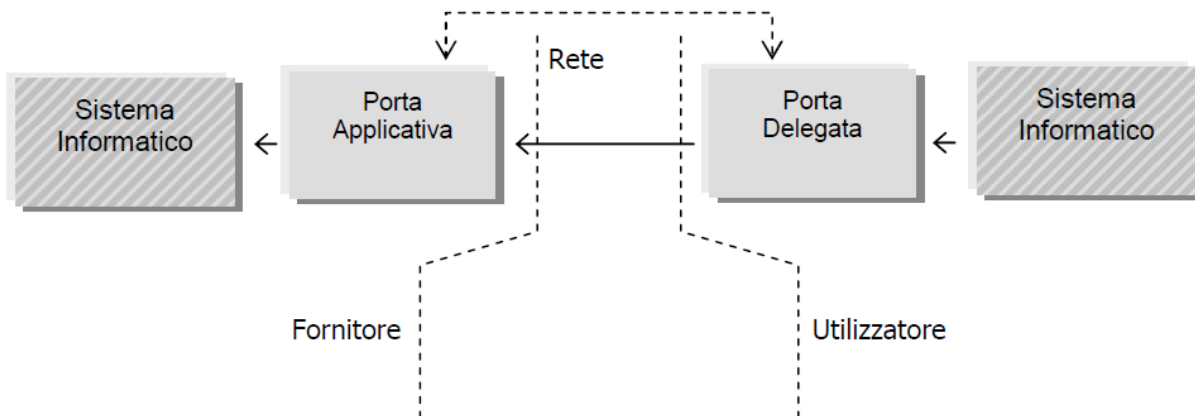 Rete
Sistema
Informatico
Porta
Applicativa
Porta
Delegata
Sistema
Informatico
Fornitore
Utilizzatore